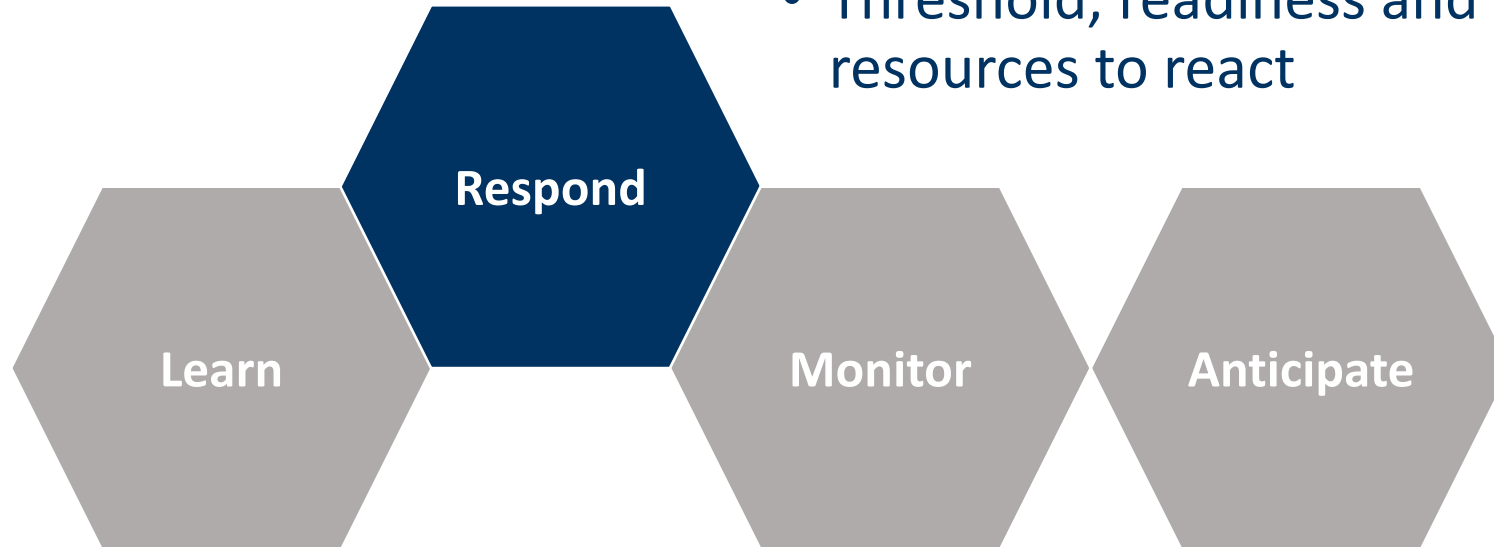 • Threshold, readiness and
resources to react
Respond
Learn
Monitor
Anticipate